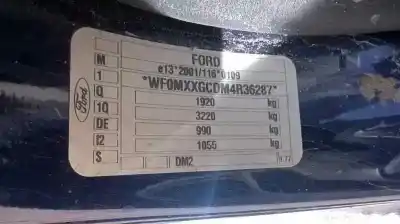 FORD
e13*2001/116*0109
*WF0MXXGCDM4R36287*
1920 kg
3220 kg
990 kg
1055 kg
DM2
M
1
G
1Q
DE
I2
S
Ford